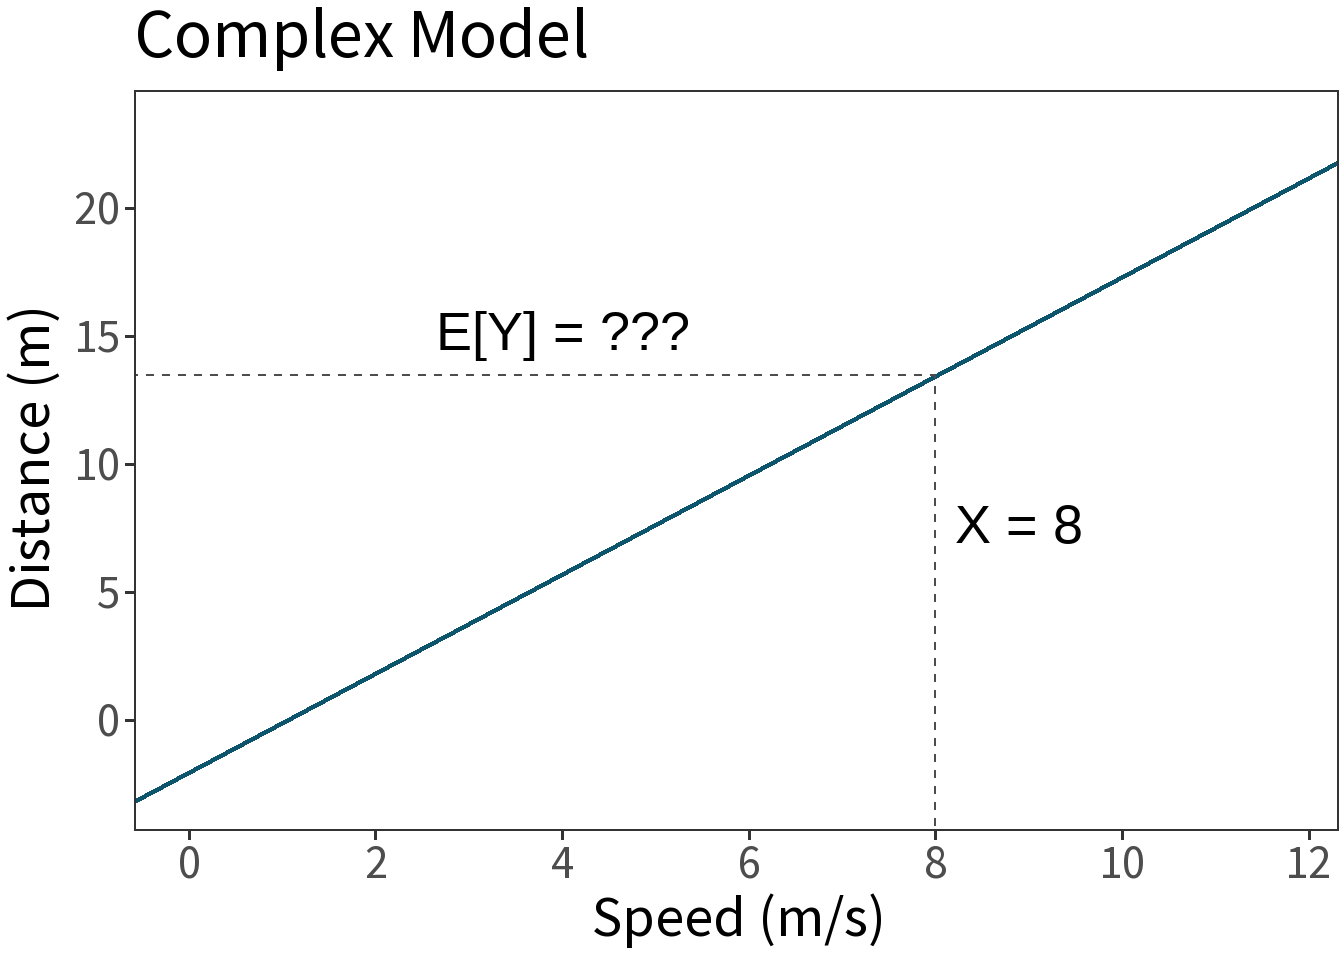 Complex Model
20
15
10
5
0
Distance (m)
E[Y] = ???
X = 8
0 2 4 6 8 10 12
Speed (m/s)